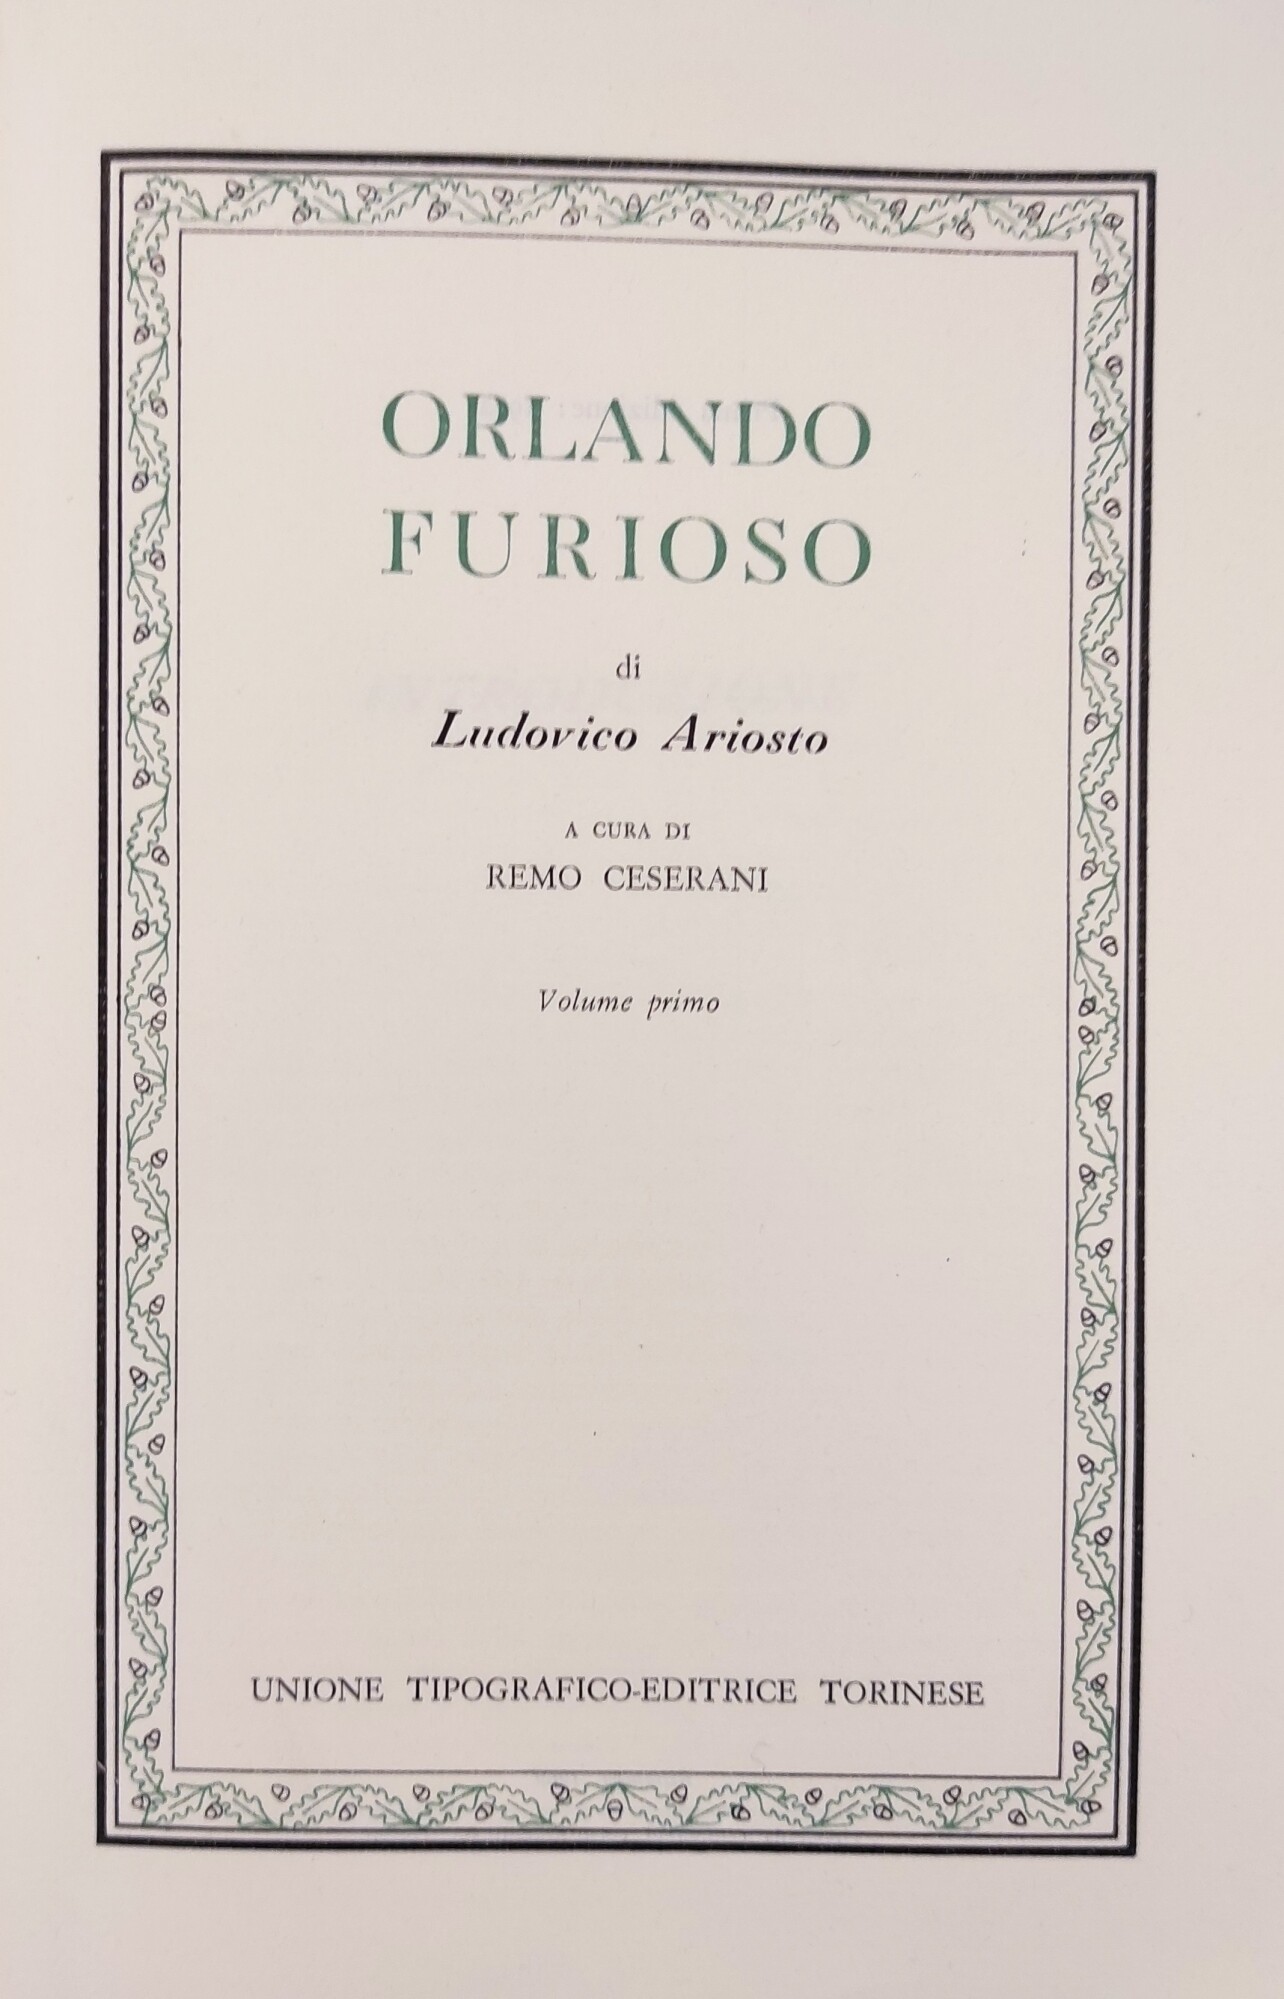 ORLANDO
FURIOSO
di
Ludovico Ariosto
A CURA DI
REMO CESERANI
Volume primo
UNIONE TIPOGRAFICO-EDITRICE TORINESE